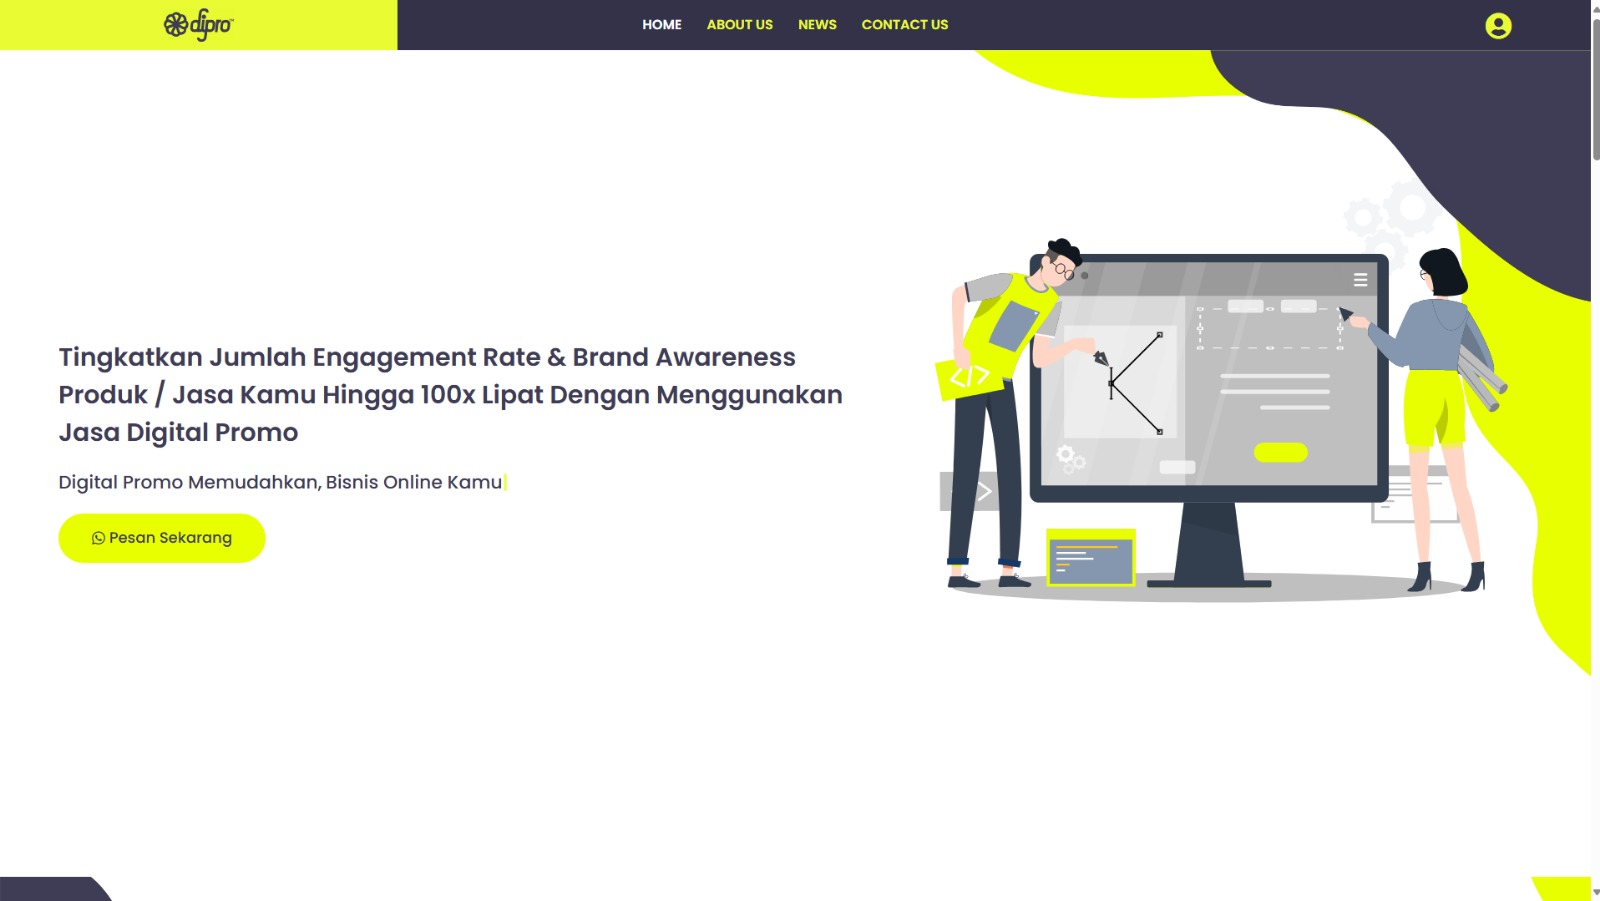 dipro™
HOME ABOUT US NEWS CONTACT US
Tingkatkan Jumlah Engagement Rate & Brand Awareness
Produk / Jasa Kamu Hingga 100x Lipat Dengan Menggunakan
Jasa Digital Promo
Digital Promo Memudahkan, Bisnis Online Kamu
Pesan Sekarang
</>